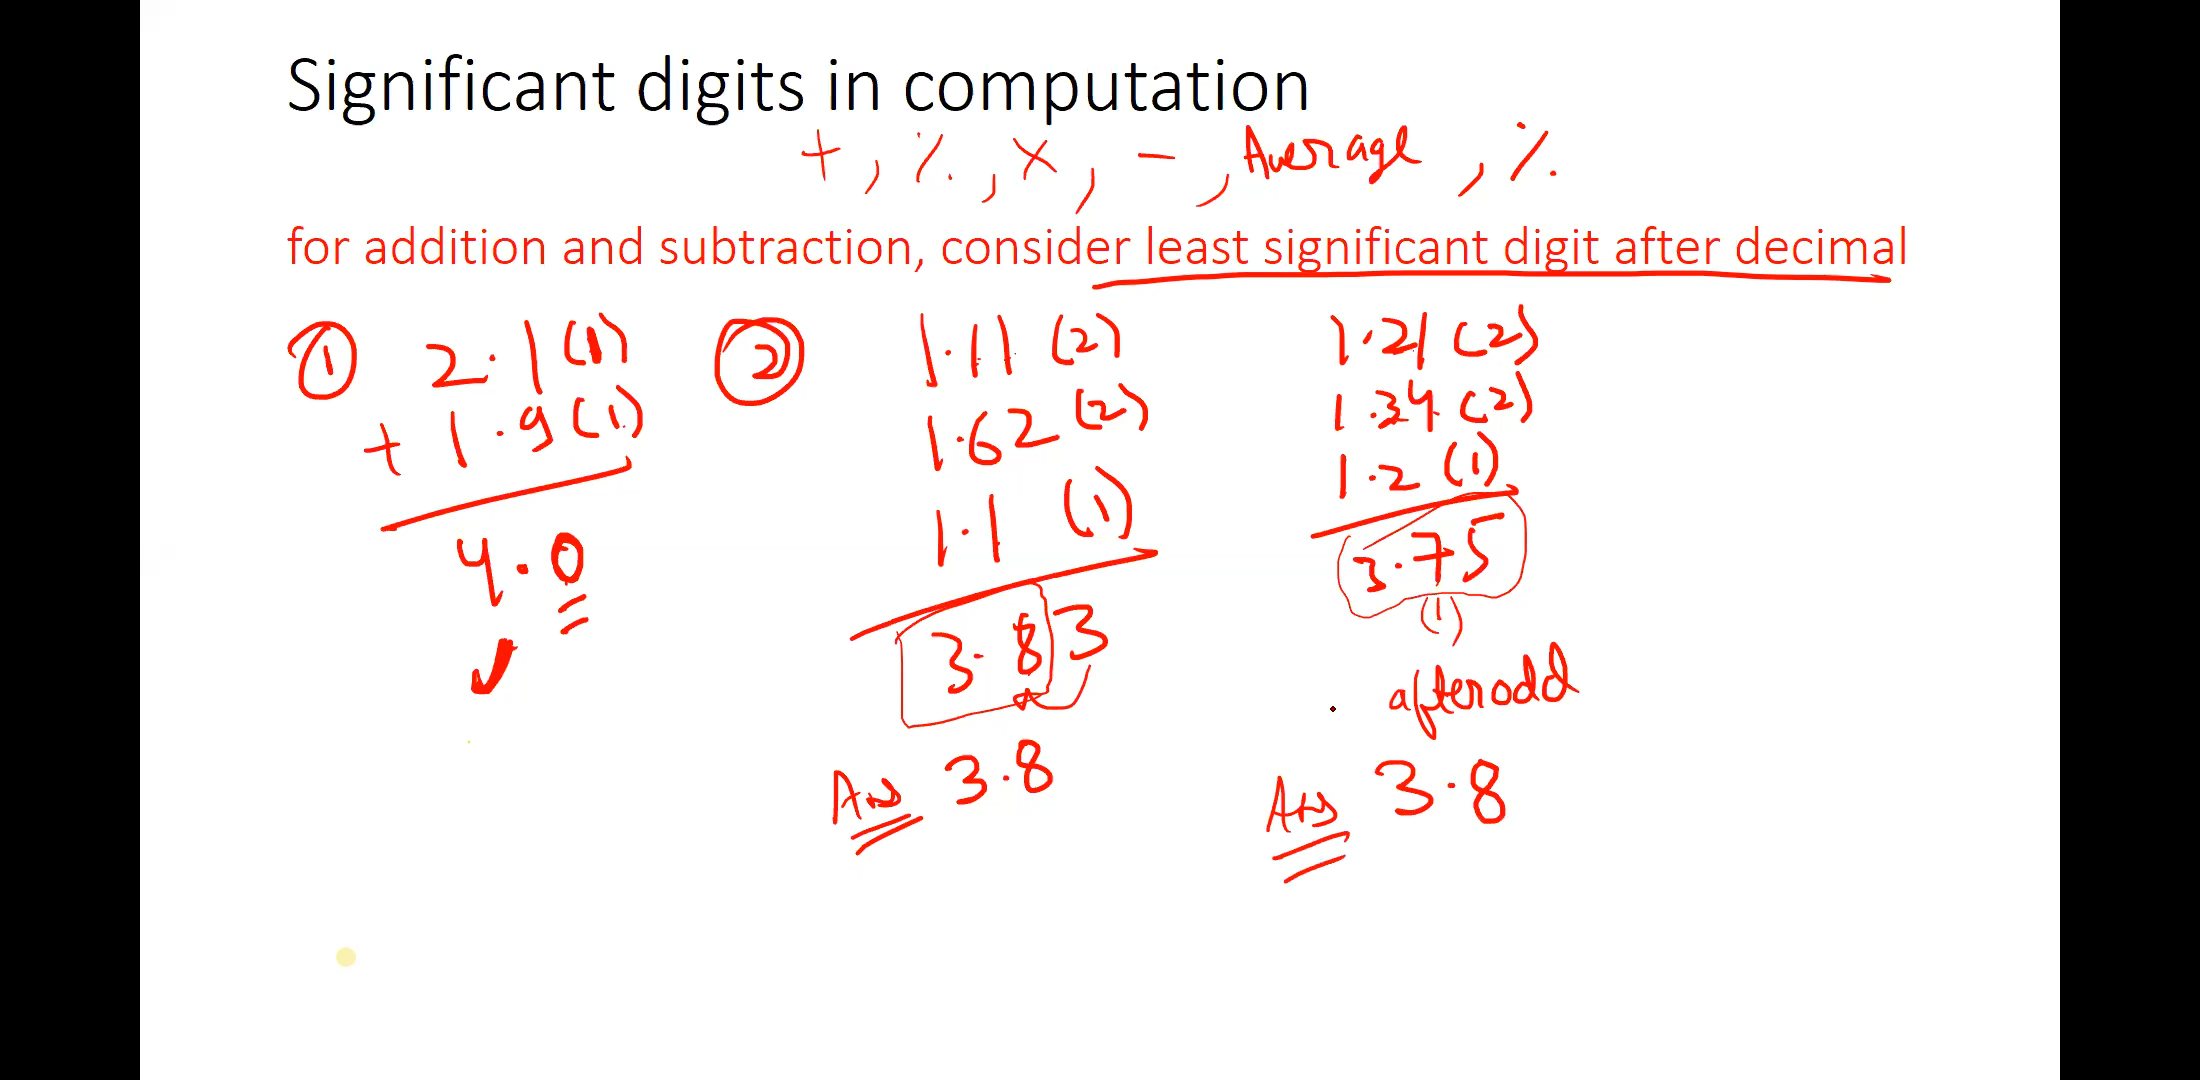 Significant digits in computation
+, %, ×, −, Average, %
for addition and subtraction, consider least significant digit after decimal
① 2.1 (1)
+ 1.9 (1)
4.0
② 1.11 (2)
1.62 (2)
1.1 (1)
3.83
Ans 3.8
1.21 (2)
1.34 (2)
1.2 (1)
3.75
(1)
after odd
Ans 3.8